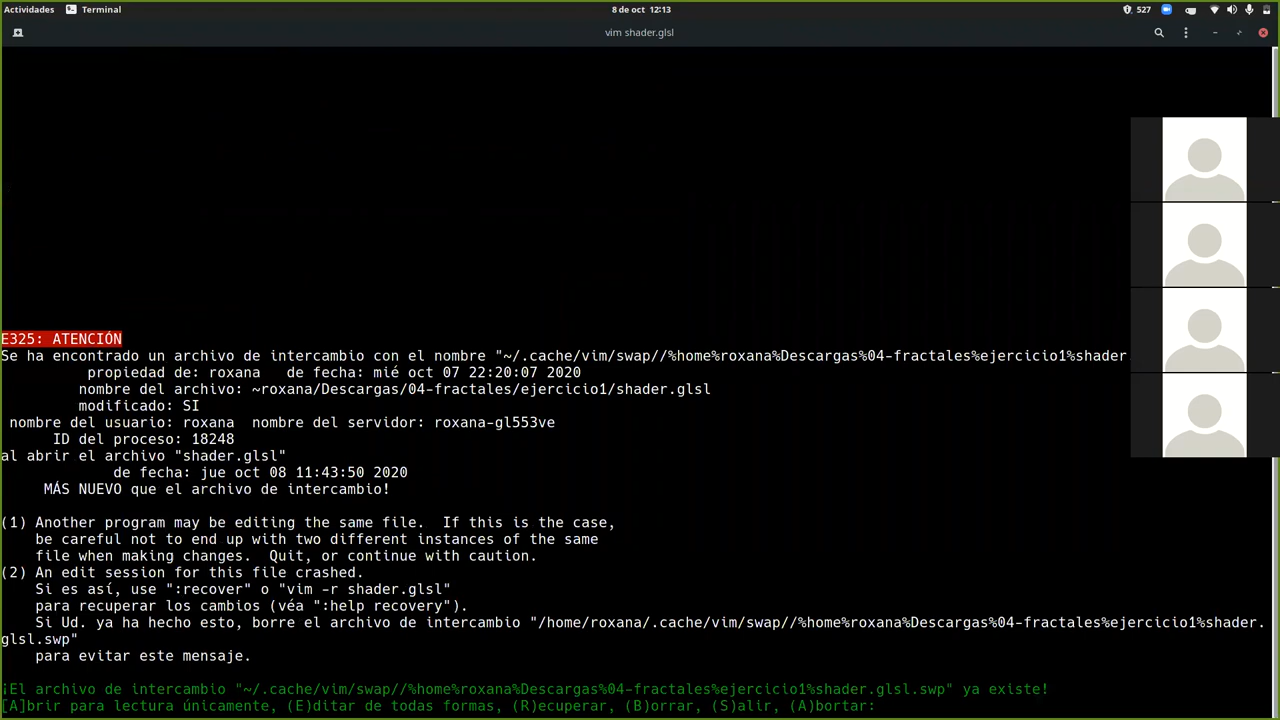 Actividades Terminal 8 de oct 12:13 527
vim shader.glsl
E325: ATENCIÓN
Se ha encontrado un archivo de intercambio con el nombre "~/.cache/vim/swap//%home%roxana%Descargas%04-fractales%ejercicio1%shader.
propiedad de: roxana de fecha: mié oct 07 22:20:07 2020
nombre del archivo: ~roxana/Descargas/04-fractales/ejercicio1/shader.glsl
modificado: SI
nombre del usuario: roxana nombre del servidor: roxana-gl553ve
ID del proceso: 18248
al abrir el archivo "shader.glsl"
de fecha: jue oct 08 11:43:50 2020
MÁS NUEVO que el archivo de intercambio!
(1) Another program may be editing the same file. If this is the case,
be careful not to end up with two different instances of the same
file when making changes. Quit, or continue with caution.
(2) An edit session for this file crashed.
Si es así, use ":recover" o "vim -r shader.glsl"
para recuperar los cambios (véa ":help recovery").
Si Ud. ya ha hecho esto, borre el archivo de intercambio "/home/roxana/.cache/vim/swap//%home%roxana%Descargas%04-fractales%ejercicio1%shader.
glsl.swp"
para evitar este mensaje.
¡El archivo de intercambio "~/.cache/vim/swap//%home%roxana%Descargas%04-fractales%ejercicio1%shader.glsl.swp" ya existe!
[A]brir para lectura únicamente, (E)ditar de todas formas, (R)ecuperar, (B)orrar, (S)alir, (A)bortar: